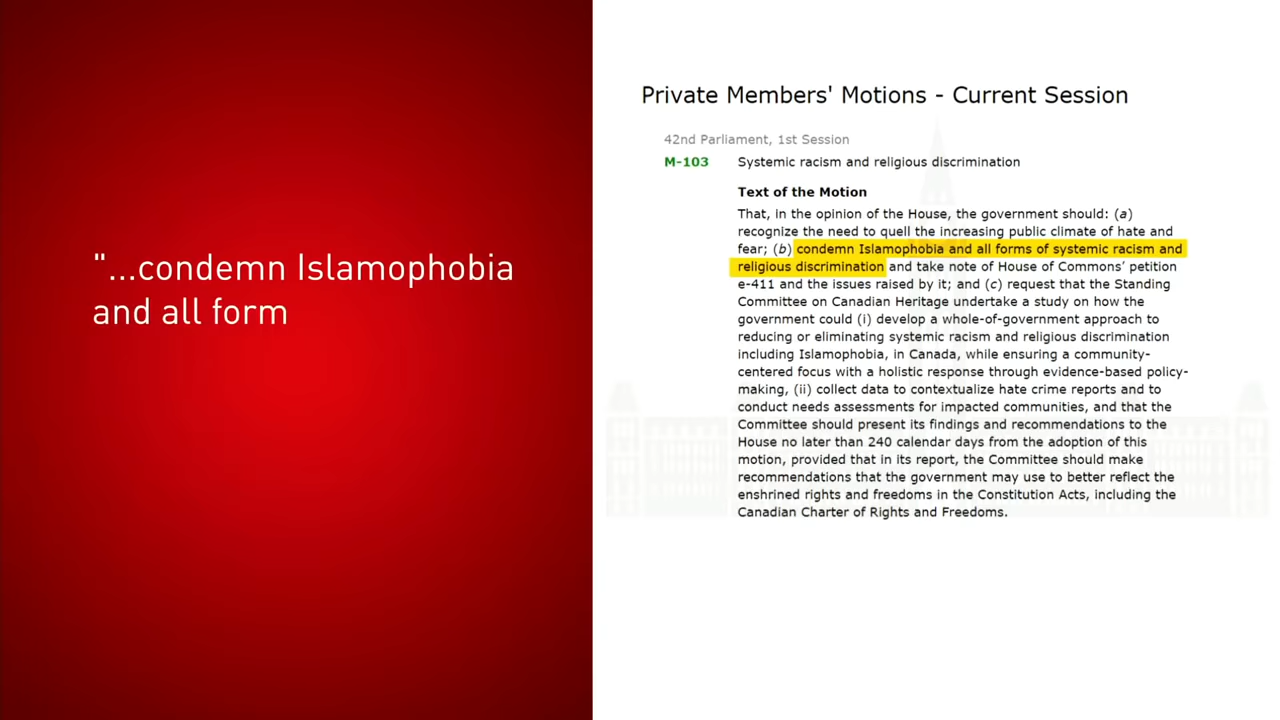 "...condemn Islamophobia
and all form
Private Members' Motions - Current Session
42nd Parliament, 1st Session
M-103 Systemic racism and religious discrimination
Text of the Motion
That, in the opinion of the House, the government should: (a)
recognize the need to quell the increasing public climate of hate and
fear; (b) condemn Islamophobia and all forms of systemic racism and
religious discrimination and take note of House of Commons’ petition
e-411 and the issues raised by it; and (c) request that the Standing
Committee on Canadian Heritage undertake a study on how the
government could (i) develop a whole-of-government approach to
reducing or eliminating systemic racism and religious discrimination
including Islamophobia, in Canada, while ensuring a community-
centered focus with a holistic response through evidence-based policy-
making, (ii) collect data to contextualize hate crime reports and to
conduct needs assessments for impacted communities, and that the
Committee should present its findings and recommendations to the
House no later than 240 calendar days from the adoption of this
motion, provided that in its report, the Committee should make
recommendations that the government may use to better reflect the
enshrined rights and freedoms in the Constitution Acts, including the
Canadian Charter of Rights and Freedoms.